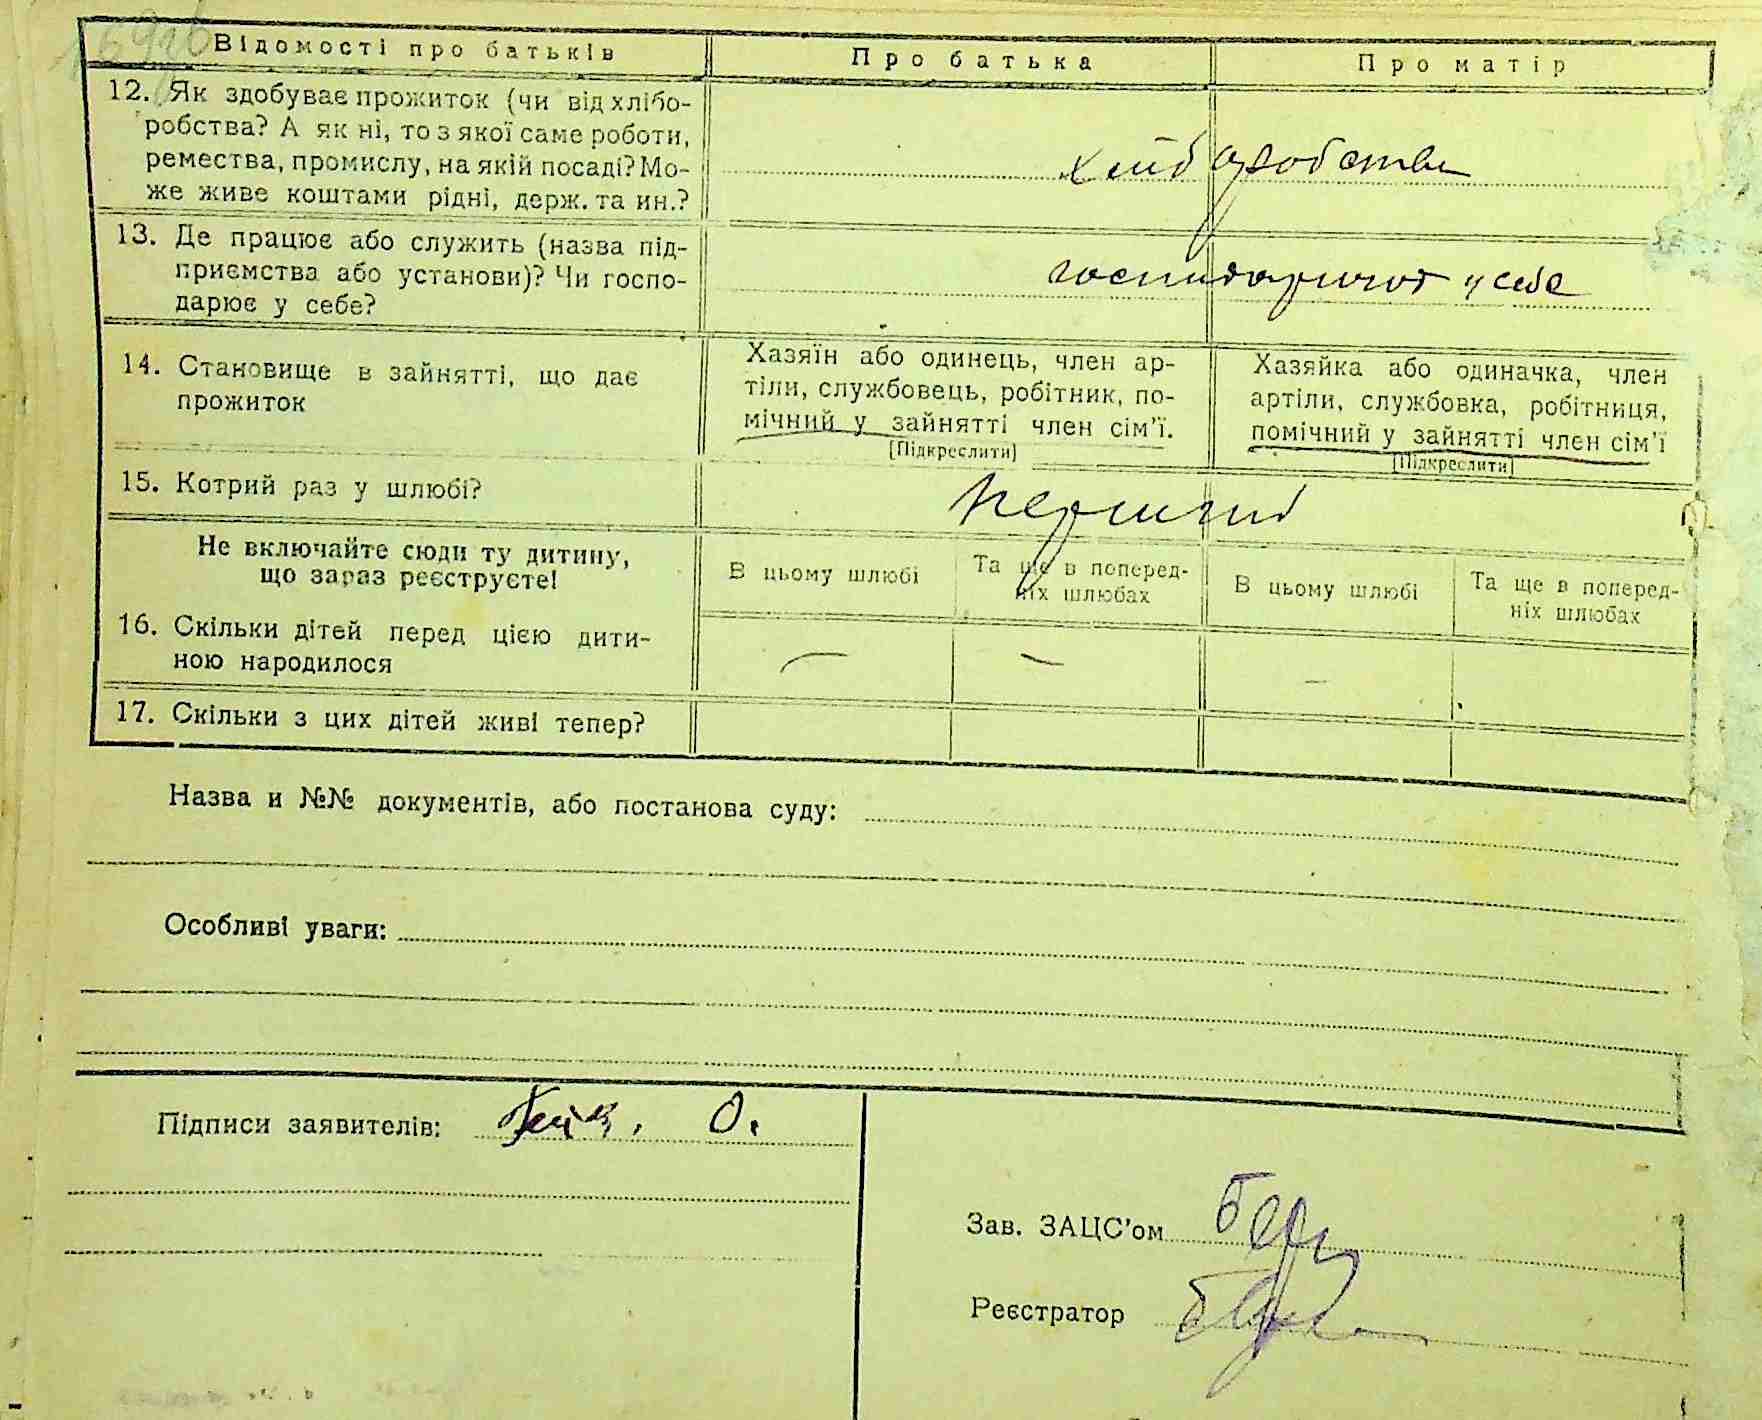 Відомості про батьків
Про батька
Про матір
12. Як здобуває прожиток (чи від хлібо-
робства? А як ні, то з якої саме роботи,
ремества, промислу, на якій посаді? Мо-
же живе коштами рідні, держ. та ин.?
хлібуробства
13. Де працює або служить (назва під-
приємства або установи)? Чи госпо-
дарює у себе?
у себе
14. Становище в зайнятті, що дає
прожиток
Хазяїн або одинець, член ар-
тіли, службовець, робітник, по-
мічний у зайнятті член сім’ї.
[Підкреслити]
Хазяйка або одиначка, член
артіли, службовка, робітниця,
помічний у зайнятті член сім’ї
[Підкреслити]
15. Котрий раз у шлюбі?
Не включайте сюди ту дитину,
що зараз реєструєте!
В цьому шлюбі
Та ще в поперед-
ніх шлюбах
В цьому шлюбі
Та ще в поперед-
ніх шлюбах
16. Скільки дітей перед цією дити-
ною народилося
— — —
17. Скільки з цих дітей живі тепер?
Назва и №№ документів, або постанова суду:
Особливі уваги:
Підписи заявителів: О.
Зав. ЗАЦС’ом
Реєстратор